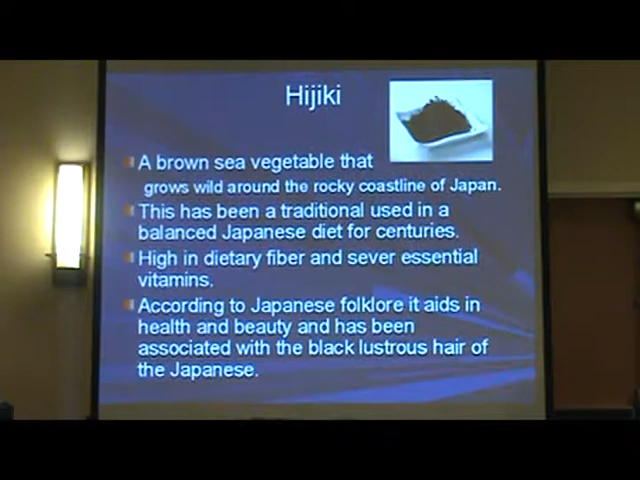 Hijiki
A brown sea vegetable that
grows wild around the rocky coastline of Japan.
This has been a traditional used in a
balanced Japanese diet for centuries.
High in dietary fiber and sever essential
vitamins.
According to Japanese folklore it aids in
health and beauty and has been
associated with the black lustrous hair of
the Japanese.